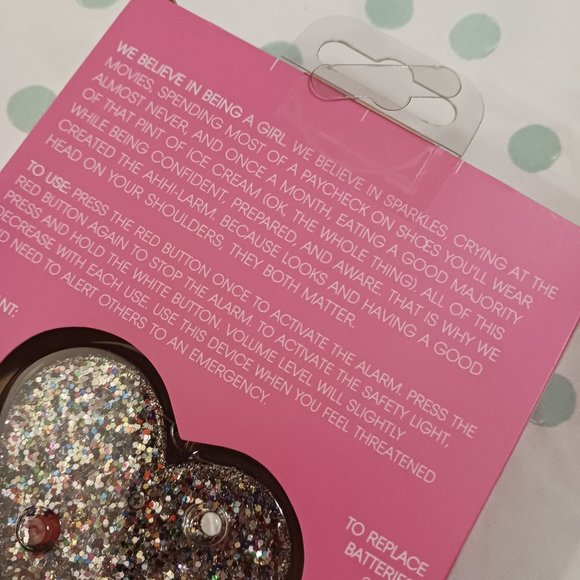 WE BELIEVE IN BEING A GIRL. WE BELIEVE IN SPARKLES, CRYING AT THE
MOVIES, SPENDING MOST OF A PAYCHECK ON SHOES YOU'LL WEAR
ALMOST NEVER, AND ONCE A MONTH, EATING A GOOD MAJORITY
OF THAT PINT OF ICE CREAM (OK, THE WHOLE THING). ALL OF THIS
WHILE BEING CONFIDENT, PREPARED, AND AWARE. THAT IS WHY WE
CREATED THE AHH!-LARM. BECAUSE LOOKS AND HAVING A GOOD
HEAD ON YOUR SHOULDERS, THEY BOTH MATTER.
TO USE: PRESS THE RED BUTTON ONCE TO ACTIVATE THE ALARM. PRESS THE
RED BUTTON AGAIN TO STOP THE ALARM. TO ACTIVATE THE SAFETY LIGHT,
PRESS AND HOLD THE WHITE BUTTON. VOLUME LEVEL WILL SLIGHTLY
DECREASE WITH EACH USE. USE THIS DEVICE WHEN YOU FEEL THREATENED
NEED TO ALERT OTHERS TO AN EMERGENCY.
ANT:
TO REPLACE
BATTERIES